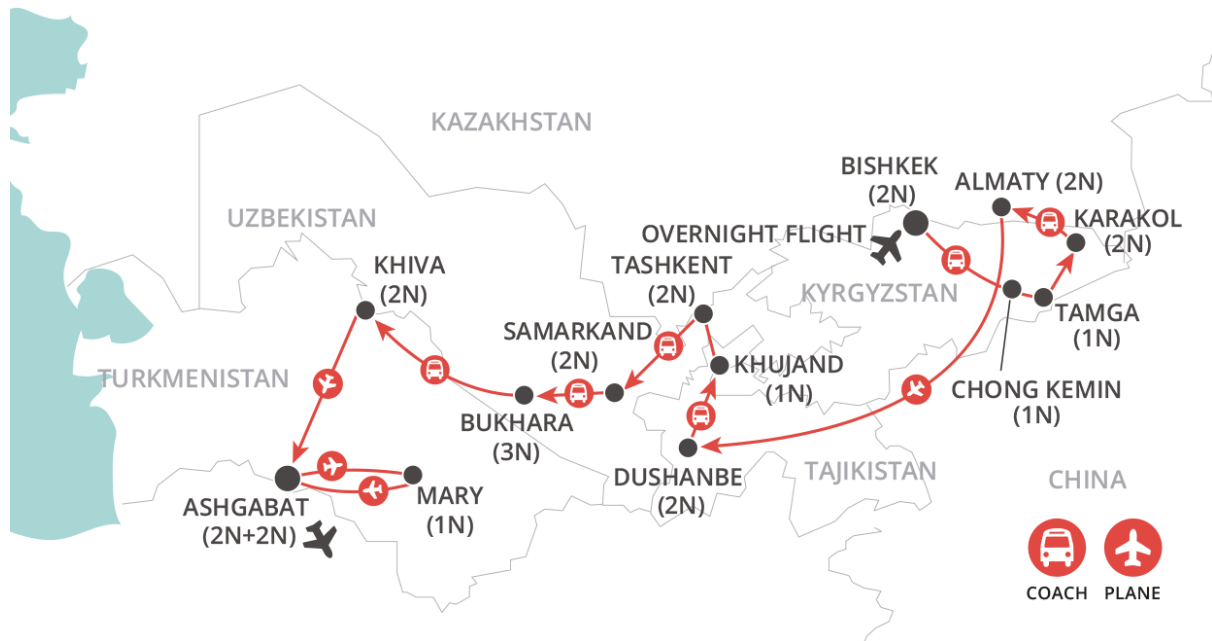 KAZAKHSTAN
BISHKEK
(2N)
ALMATY (2N)
KARAKOL
(2N)
UZBEKISTAN
OVERNIGHT FLIGHT
TASHKENT
(2N)
KHIVA
(2N)
KYRGYZSTAN
TAMGA
(1N)
SAMARKAND
(2N)
KHUJAND
(1N)
TURKMENISTAN
CHONG KEMIN
(1N)
BUKHARA
(3N)
DUSHANBE
(2N)
TAJIKISTAN
CHINA
ASHGABAT
(2N+2N)
MARY
(1N)
COACH
PLANE